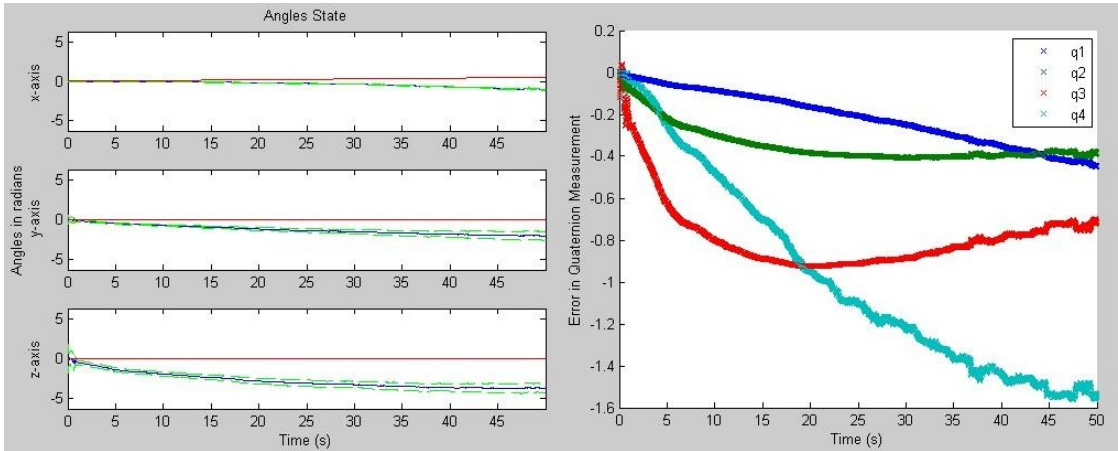 Angles State
x-axis
5
0
-5
0 5 10 15 20 25 30 35 40 45
Angles in radians
y-axis
5
0
-5
0 5 10 15 20 25 30 35 40 45
z-axis
5
0
-5
0 5 10 15 20 25 30 35 40 45
Time (s)
Error in Quaternion Measurement
0.2
0
-0.2
-0.4
-0.6
-0.8
-1
-1.2
-1.4
-1.6
0 5 10 15 20 25 30 35 40 45 50
Time (s)
q1
q2
q3
q4